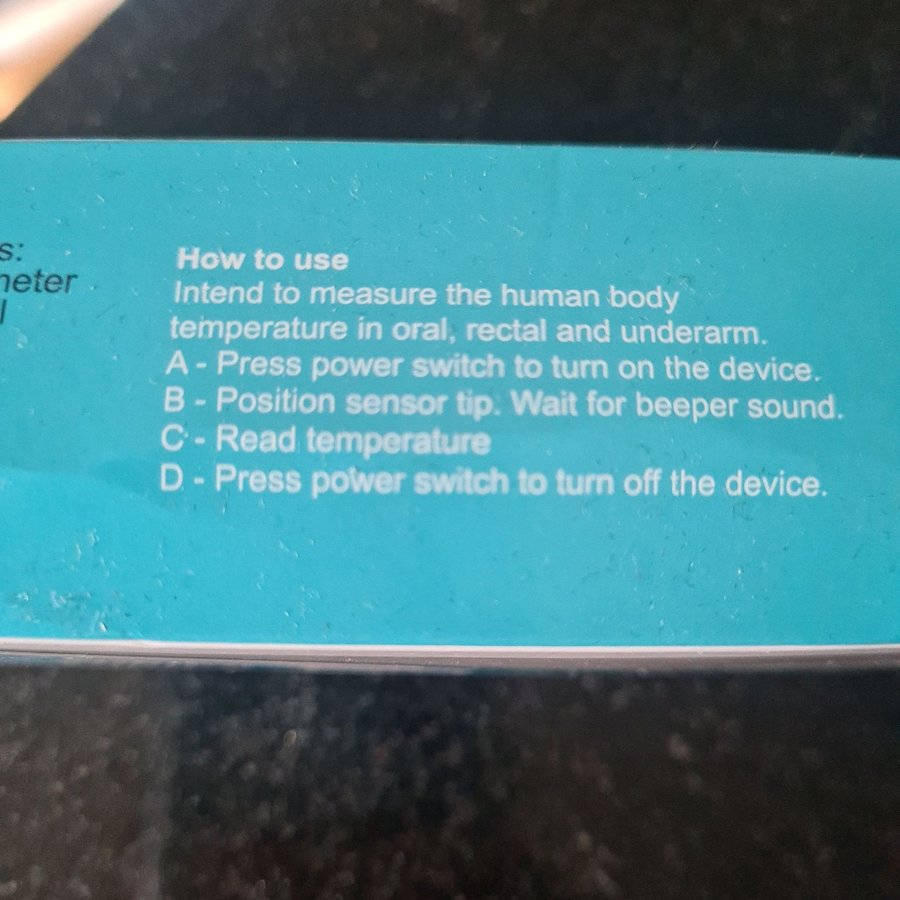 s:
meter
l
How to use
Intend to measure the human body
temperature in oral, rectal and underarm.
A - Press power switch to turn on the device.
B - Position sensor tip. Wait for beeper sound.
C - Read temperature
D - Press power switch to turn off the device.